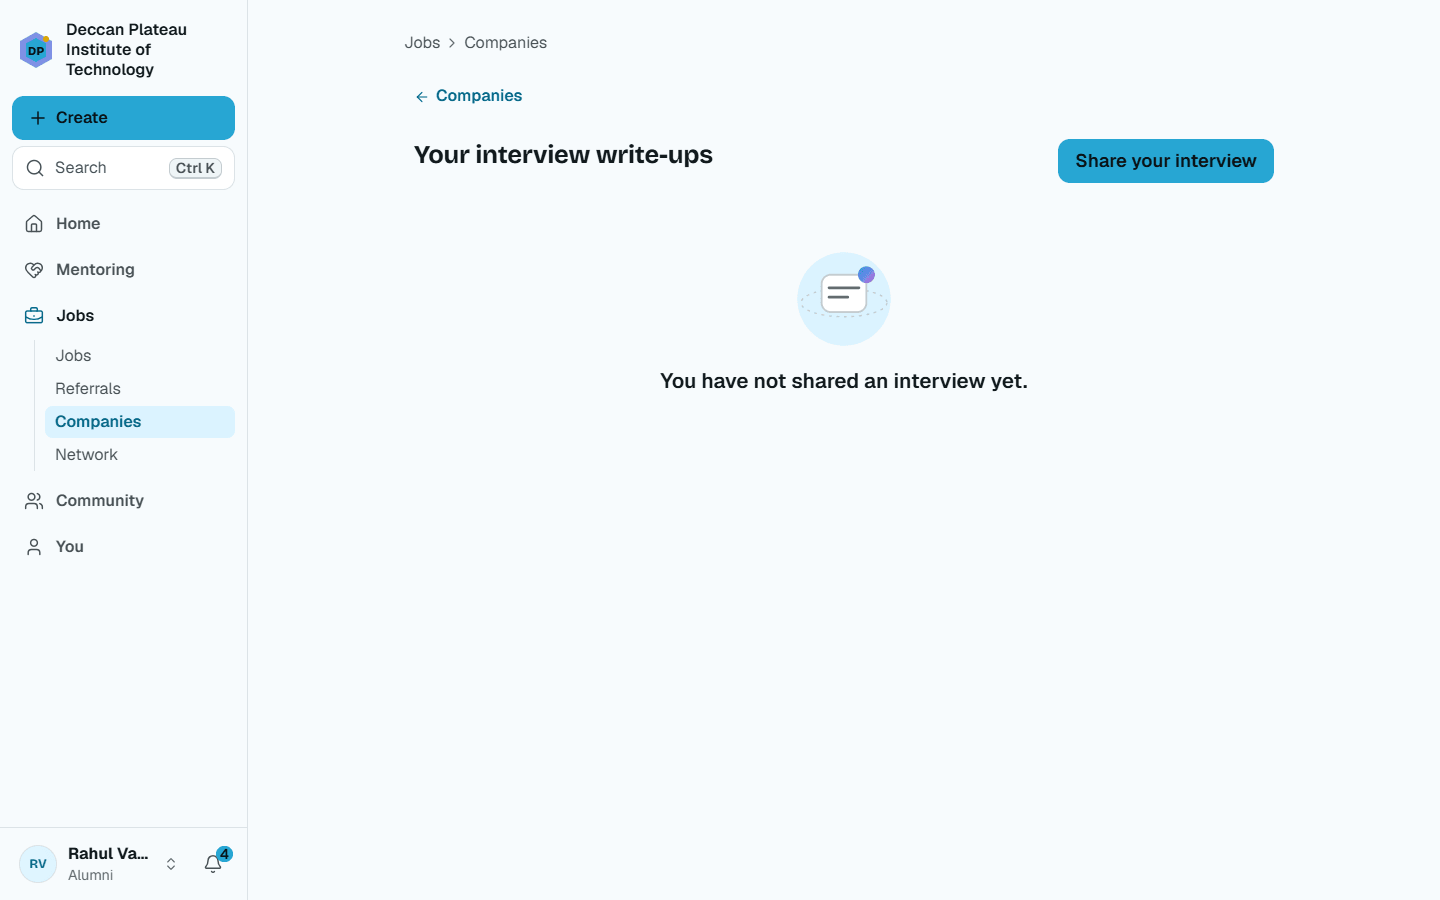 DP
Deccan Plateau
Institute of
Technology
Create
Search Ctrl K
Home
Mentoring
Jobs
Jobs
Referrals
Companies
Network
Community
You
RV
Rahul Va...
Alumni
4
Jobs > Companies
← Companies
Your interview write-ups
Share your interview
You have not shared an interview yet.